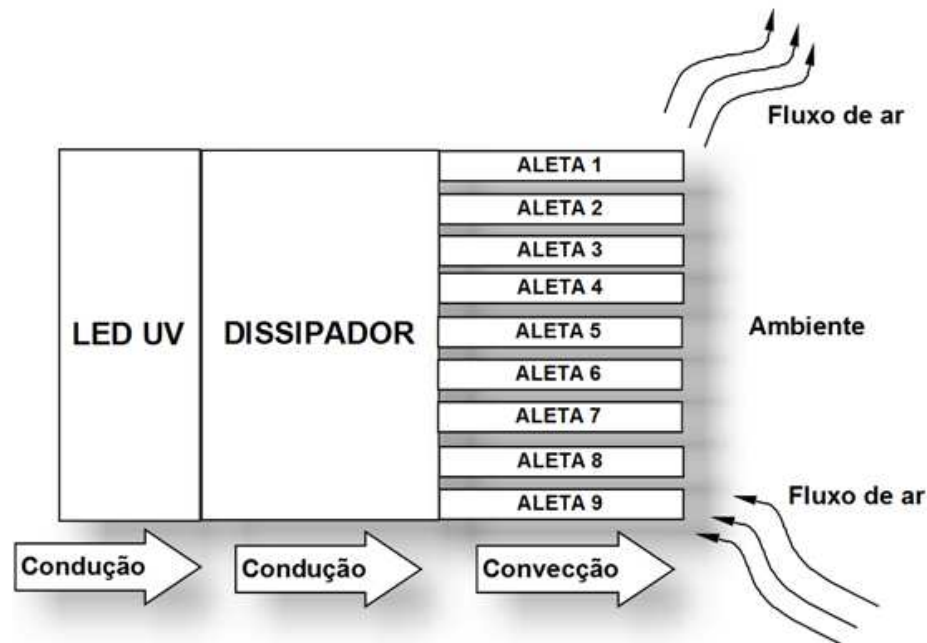 Fluxo de ar
ALETA 1
ALETA 2
ALETA 3
ALETA 4
LED UV
DISSIPADOR
ALETA 5
Ambiente
ALETA 6
ALETA 7
ALETA 8
ALETA 9
Fluxo de ar
Condução
Condução
Convecção